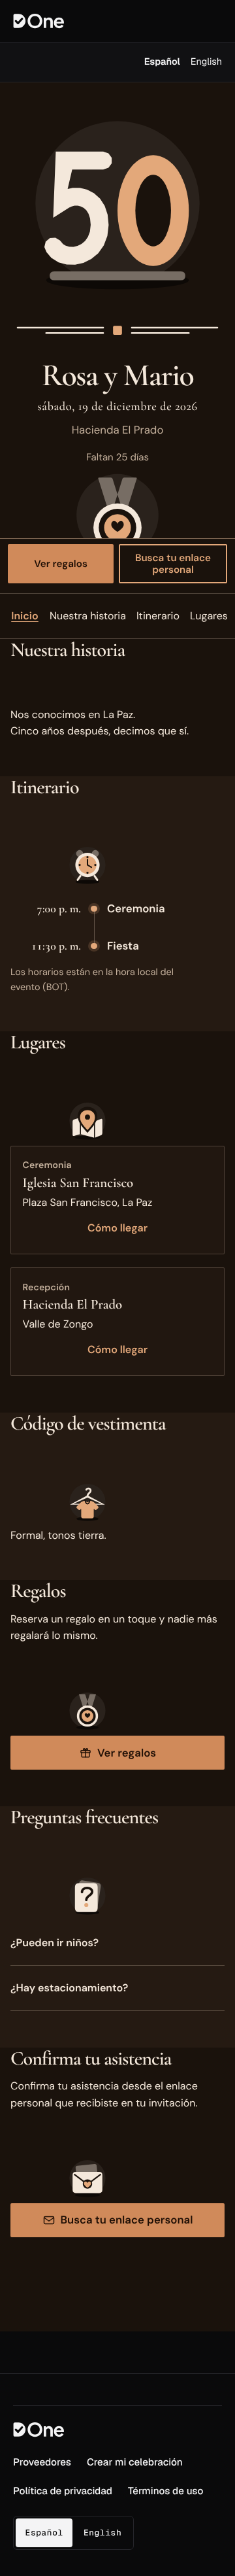 One
Español English
50
Rosa y Mario
sábado, 19 de diciembre de 2026
Hacienda El Prado
Faltan 25 días
Ver regalos
Busca tu enlace
personal
Inicio Nuestra historia Itinerario Lugares
Nuestra historia
Nos conocimos en La Paz.
Cinco años después, decimos que sí.
Itinerario
7:00 p. m. Ceremonia
11:30 p. m. Fiesta
Los horarios están en la hora local del
evento (BOT).
Lugares
Ceremonia
Iglesia San Francisco
Plaza San Francisco, La Paz
Cómo llegar
Recepción
Hacienda El Prado
Valle de Zongo
Cómo llegar
Código de vestimenta
Formal, tonos tierra.
Regalos
Reserva un regalo en un toque y nadie más
regalará lo mismo.
Ver regalos
Preguntas frecuentes
?
¿Pueden ir niños?
¿Hay estacionamiento?
Confirma tu asistencia
Confirma tu asistencia desde el enlace
personal que recibiste en tu invitación.
Busca tu enlace personal
One
Proveedores Crear mi celebración
Política de privacidad Términos de uso
Español English